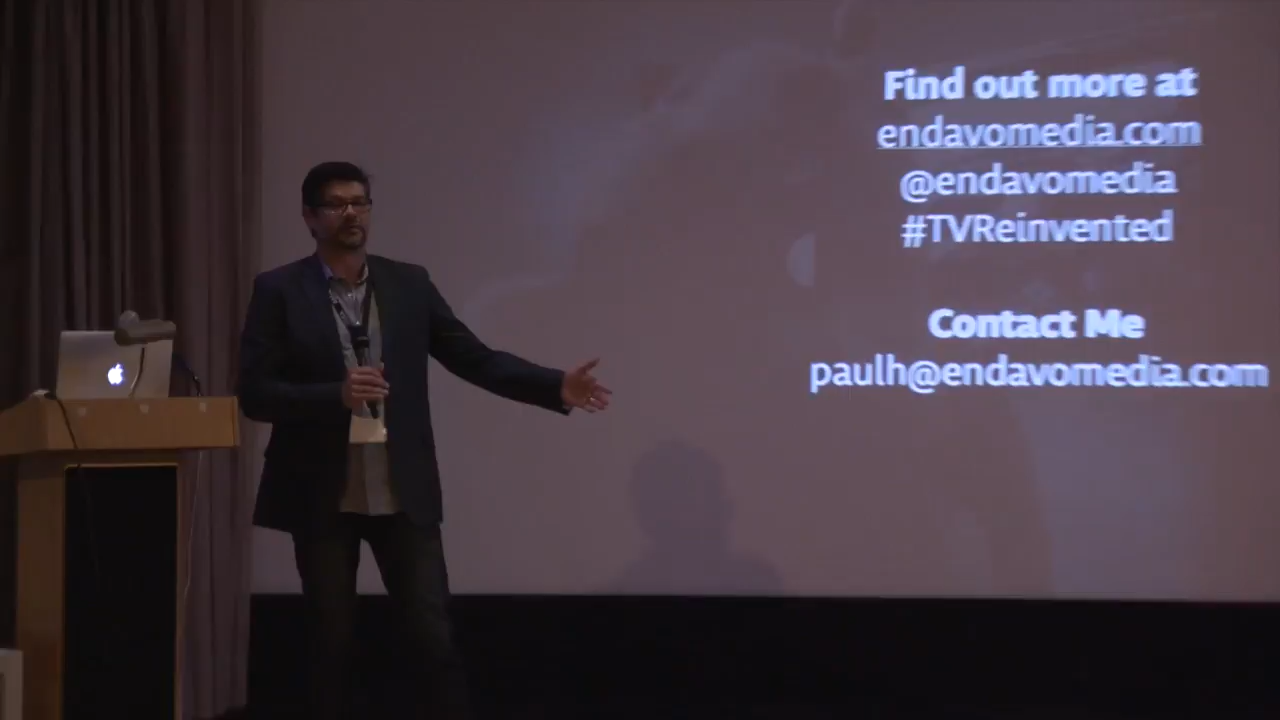 Find out more at
endavomedia.com
@endavomedia
#TVReinvented
Contact Me
paulh@endavomedia.com